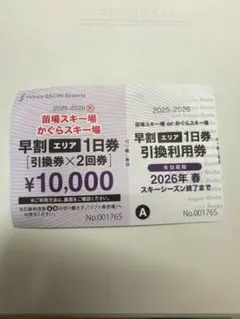 Prince SNOW Resorts
2025-2026
苗場スキー場
かぐらスキー場
早割 エリア 1日券
[引換券×2回券]
¥10,000
No.001765
2025-2026
苗場スキー場 or かぐらスキー場
早割 エリア 1日券
引換利用券
有効期間
2026年 春
スキーシーズン終了まで
A
No.001765